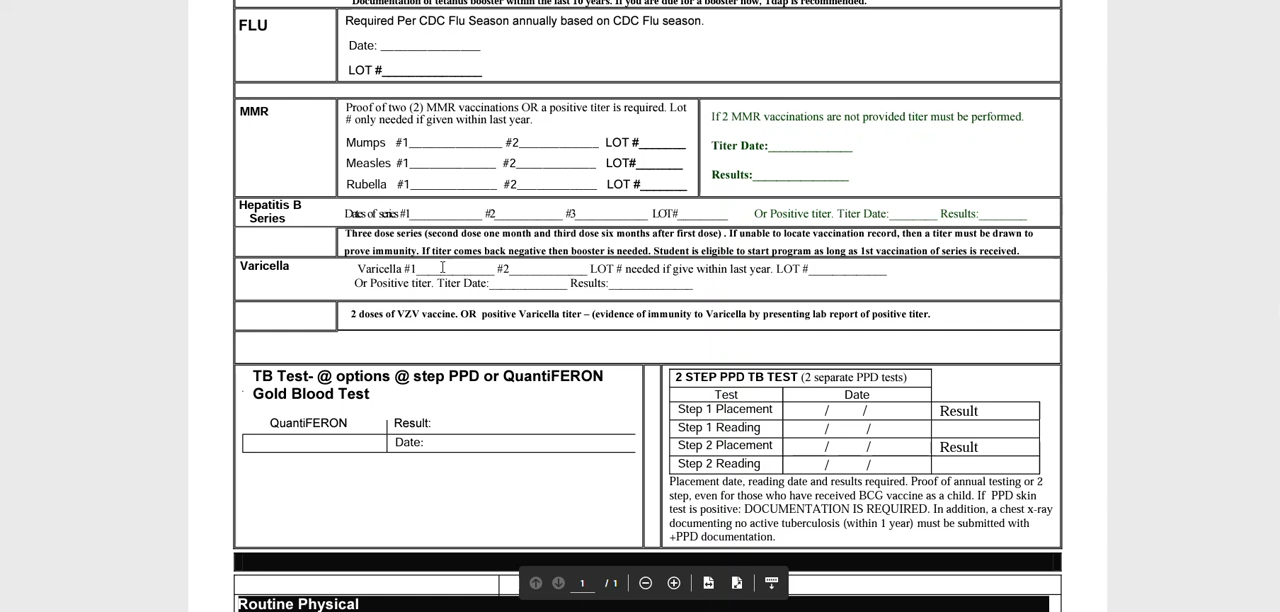 Documentation of tetanus booster within the last 10 years. If you are due for a booster now, Tdap is recommended.
FLU
Required Per CDC Flu Season annually based on CDC Flu season.
Date: ________________
LOT #________________
MMR
Proof of two (2) MMR vaccinations OR a positive titer is required. Lot
# only needed if given within last year.
Mumps #1_______________ #2_____________ LOT #_______
Measles #1_____________ #2_____________ LOT#_______
Rubella #1_____________ #2_____________ LOT #_______
If 2 MMR vaccinations are not provided titer must be performed.
Titer Date:______________
Results:________________
Hepatitis B
Series
Dates of series #1____________ #2___________ #3____________ LOT#________ Or Positive titer. Titer Date:________ Results:________
Three dose series (second dose one month and third dose six months after first dose) . If unable to locate vaccination record, then a titer must be drawn to
prove immunity. If titer comes back negative then booster is needed. Student is eligible to start program as long as 1st vaccination of series is received.
Varicella
Varicella #1_____________ #2_____________ LOT # needed if give within last year. LOT #_____________
Or Positive titer. Titer Date:_____________ Results:______________
2 doses of VZV vaccine. OR positive Varicella titer – (evidence of immunity to Varicella by presenting lab report of positive titer.
TB Test- @ options @ step PPD or QuantiFERON
Gold Blood Test
QuantiFERON Result:
Date:
2 STEP PPD TB TEST (2 separate PPD tests)
Test Date
Step 1 Placement / / Result
Step 1 Reading / /
Step 2 Placement / / Result
Step 2 Reading / /
Placement date, reading date and results required. Proof of annual testing or 2
step, even for those who have received BCG vaccine as a child. If PPD skin
test is positive: DOCUMENTATION IS REQUIRED. In addition, a chest x-ray
documenting no active tuberculosis (within 1 year) must be submitted with
+PPD documentation.
1 / 1
Routine Physical